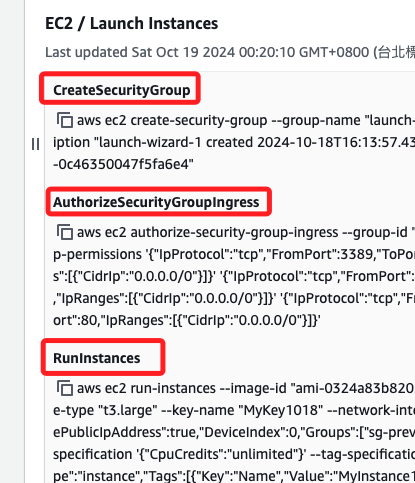 EC2 / Launch Instances
Last updated Sat Oct 19 2024 00:20:10 GMT+0800 (台北標
CreateSecurityGroup
aws ec2 create-security-group --group-name "launch-
iption "launch-wizard-1 created 2024-10-18T16:13:57.43
-0c46350047f5fa6e4"
AuthorizeSecurityGroupIngress
aws ec2 authorize-security-group-ingress --group-id "
p-permissions '{"IpProtocol":"tcp","FromPort":3389,"ToPor
s":[{"CidrIp":"0.0.0.0/0"}]}' '{"IpProtocol":"tcp","FromPort":
,"IpRanges":[{"CidrIp":"0.0.0.0/0"}]}' '{"IpProtocol":"tcp","Fr
ort":80,"IpRanges":[{"CidrIp":"0.0.0.0/0"}]}'
RunInstances
aws ec2 run-instances --image-id "ami-0324a83b820
e-type "t3.large" --key-name "MyKey1018" --network-inte
ePublicIpAddress":true,"DeviceIndex":0,"Groups":["sg-prev
specification '{"CpuCredits":"unlimited"}' --tag-specificatio
pe":"instance","Tags":[{"Key":"Name","Value":"MyInstance1